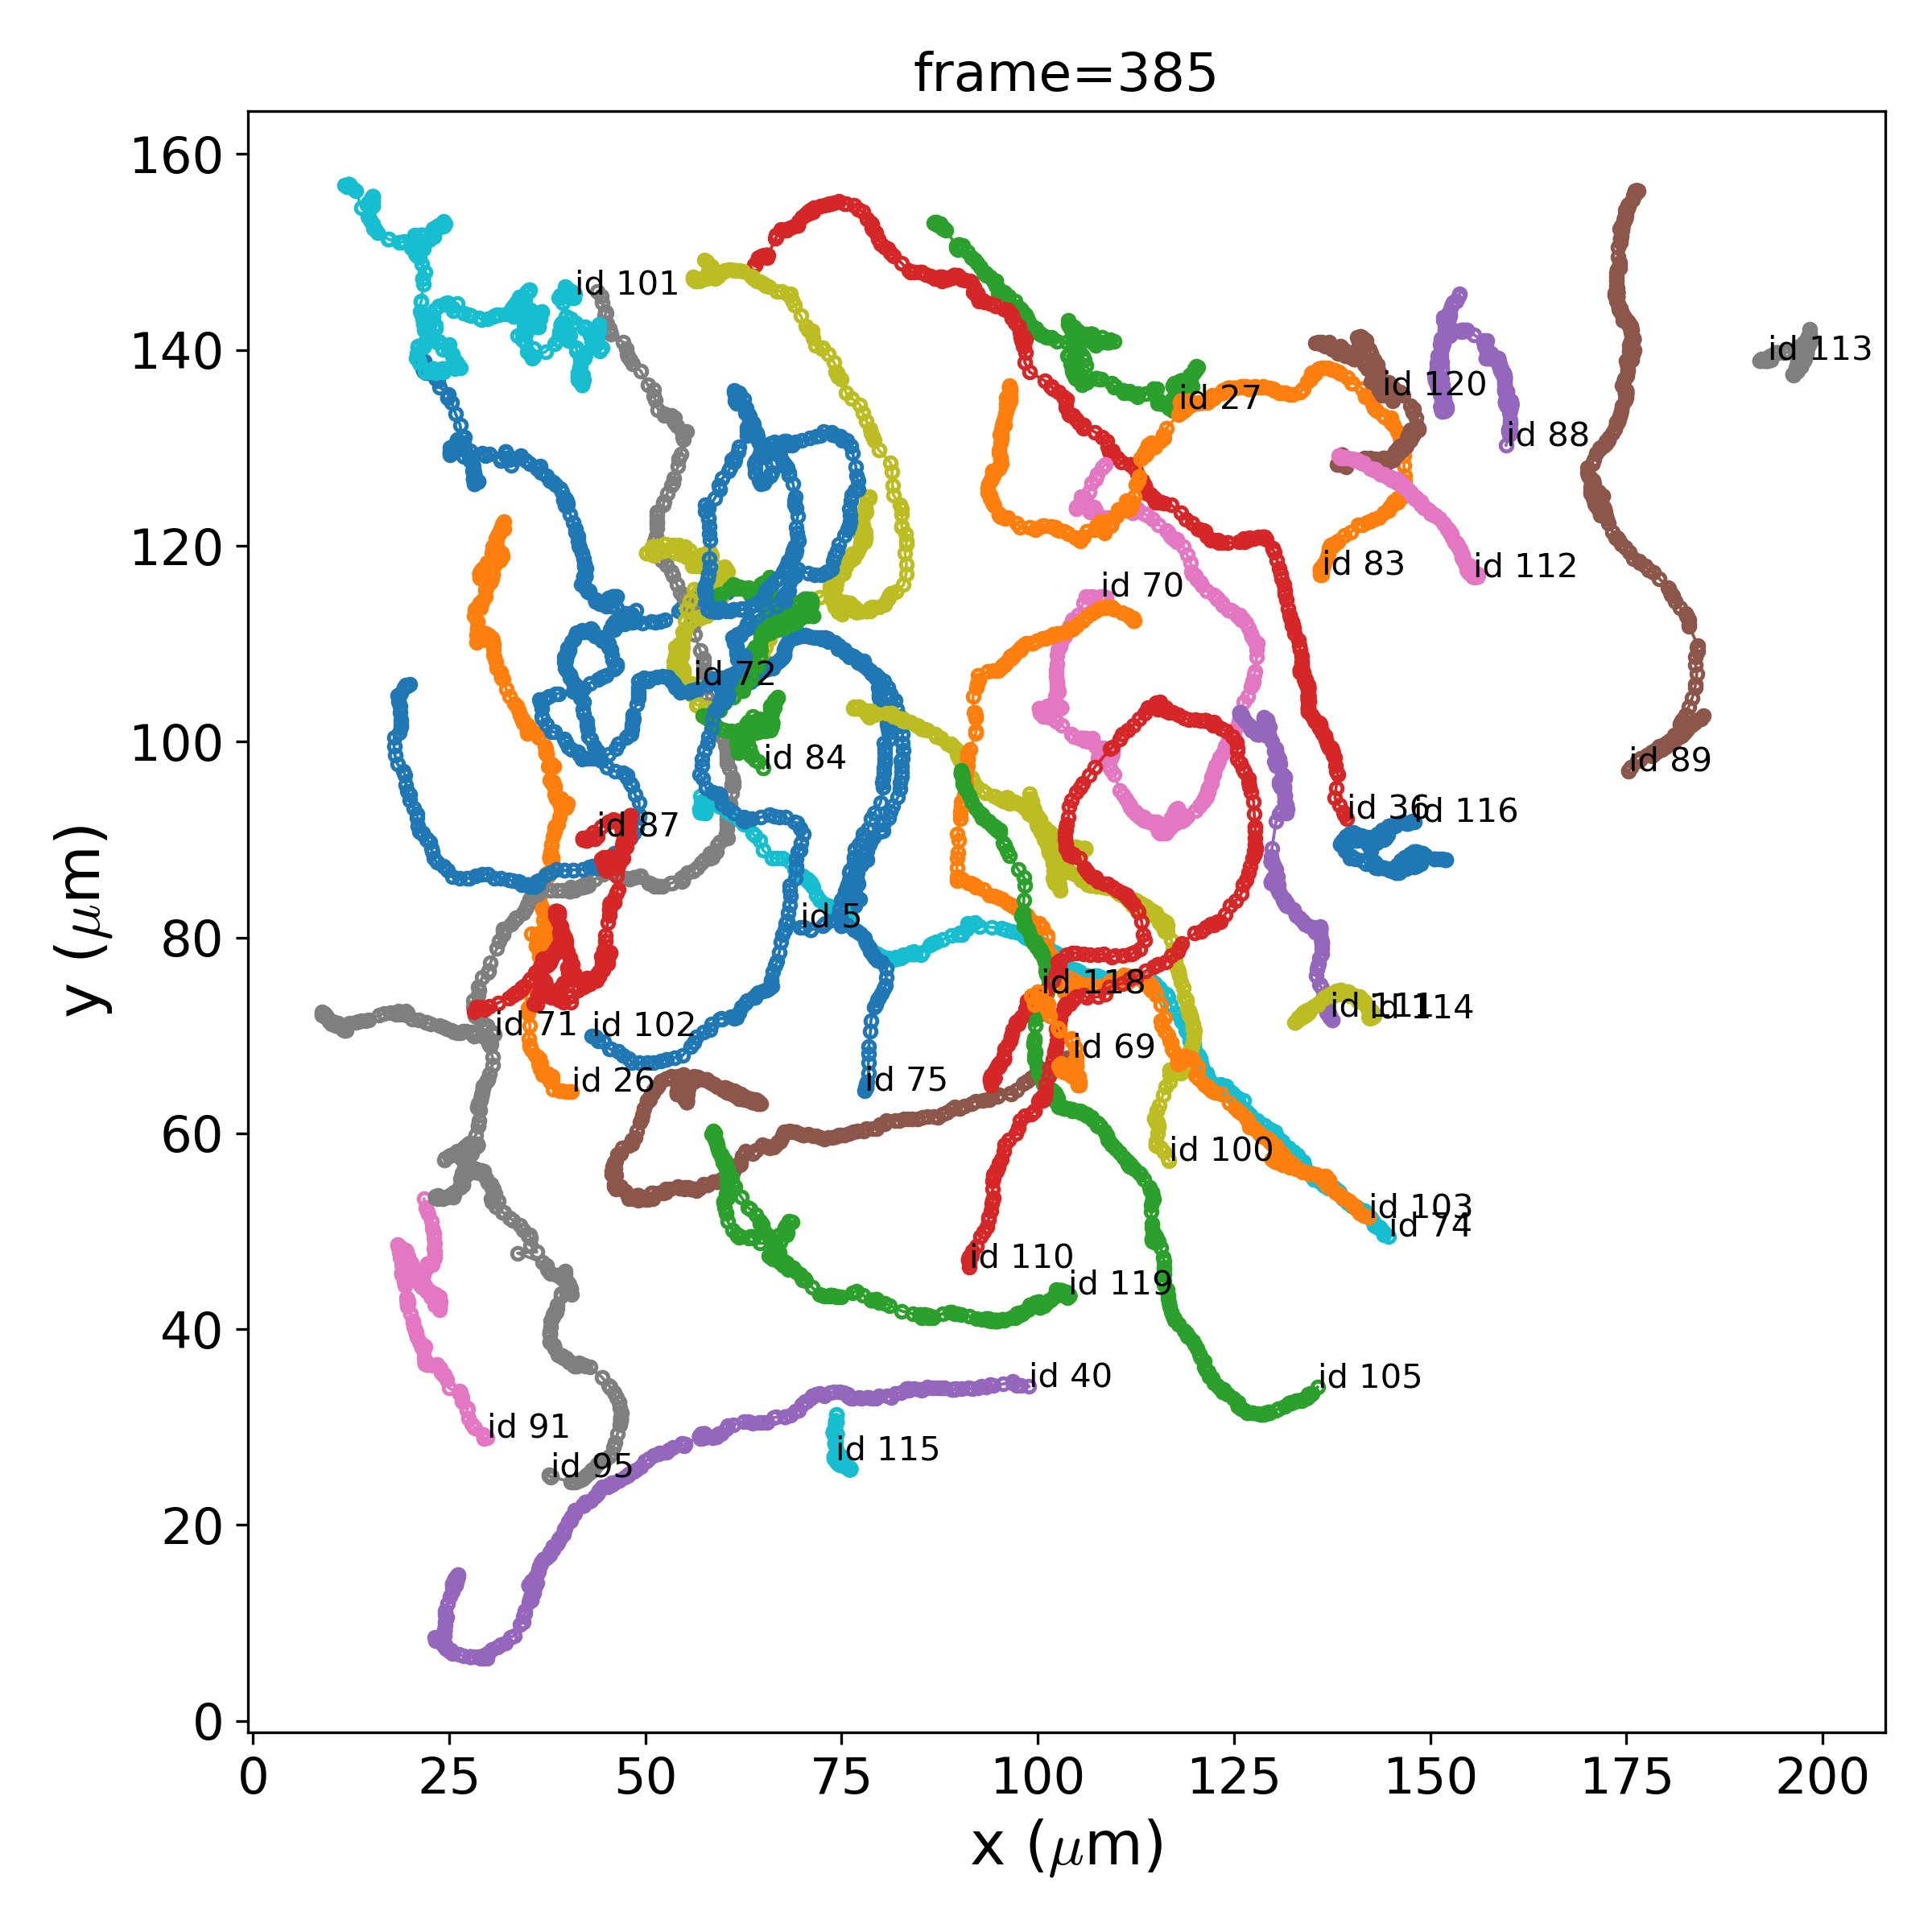 frame=385
160
140
120
100
80
60
40
20
0
y (μm)
id 101
id 113
id 120
id 27
id 88
id 83
id 112
id 70
id 72
id 84
id 89
id 36
id 116
id 87
id 5
id 118
id 111
id 114
id 71
id 102
id 69
id 26
id 75
id 100
id 103
id 74
id 110
id 119
id 40
id 105
id 91
id 115
id 95
0 25 50 75 100 125 150 175 200
x (μm)